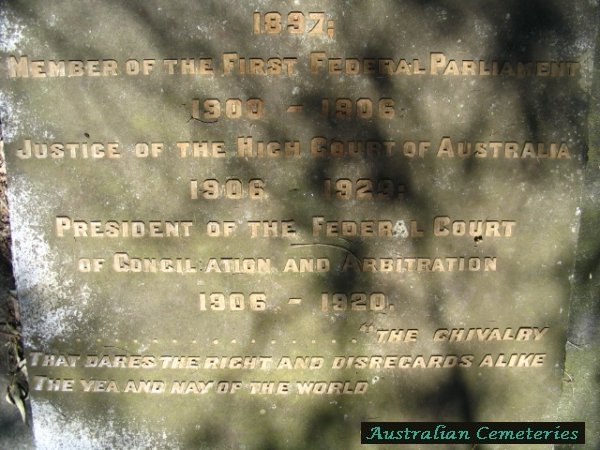 1897;
MEMBER OF THE FIRST FEDERAL PARLIAMENT
1900 - 1906.
JUSTICE OF THE HIGH COURT OF AUSTRALIA
1906 1929;
PRESIDENT OF THE FEDERAL COURT
OF CONCILIATION AND ARBITRATION
1906 - 1920.
. . . . . . . . . . . . . . . . . "THE CHIVALRY
THAT DARES THE RIGHT AND DISREGARDS ALIKE
THE YEA AND NAY OF THE WORLD
Australian Cemeteries